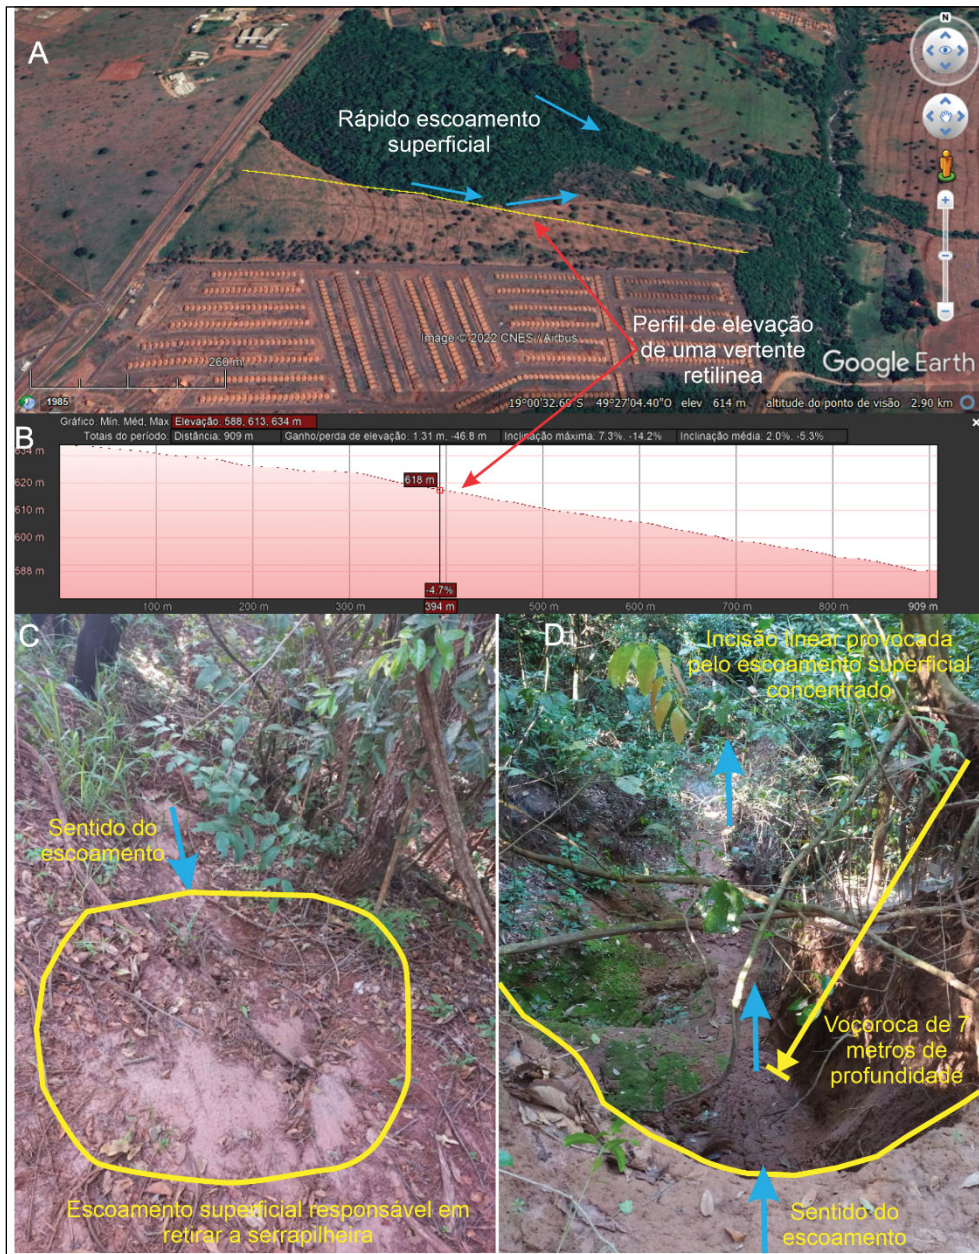 A
N
Rápido escoamento
superficial
Perfil de elevação
de uma vertente
retilinea
Image © 2022 CNES / Airbus
Google Earth
260 m
1985
19°00'32.60"S 49°27'04.40"O elev 614 m altitude do ponto de visão 2.90 km
Gráfico: Mín. Méd, Max Elevação: 588, 613, 634 m
Totais do período: Distância: 909 m Ganho/perda de elevação: 1.31 m, -46.8 m Inclinação máxima: 7.3%, -14.2% Inclinação média: 2.0%, -5.3%
B
634 m
620 m
610 m
600 m
588 m
618 m
-4.7%
394 m
100 m 200 m 300 m 500 m 600 m 700 m 800 m 909 m
C
Sentido do
escoamento
Escoamento superficial responsável em
retirar a serrapilheira
D
Incisão linear provocada
pelo escoamento superficial
concentrado
Voçoroca de 7
metros de
profundidade
Sentido do
escoamento